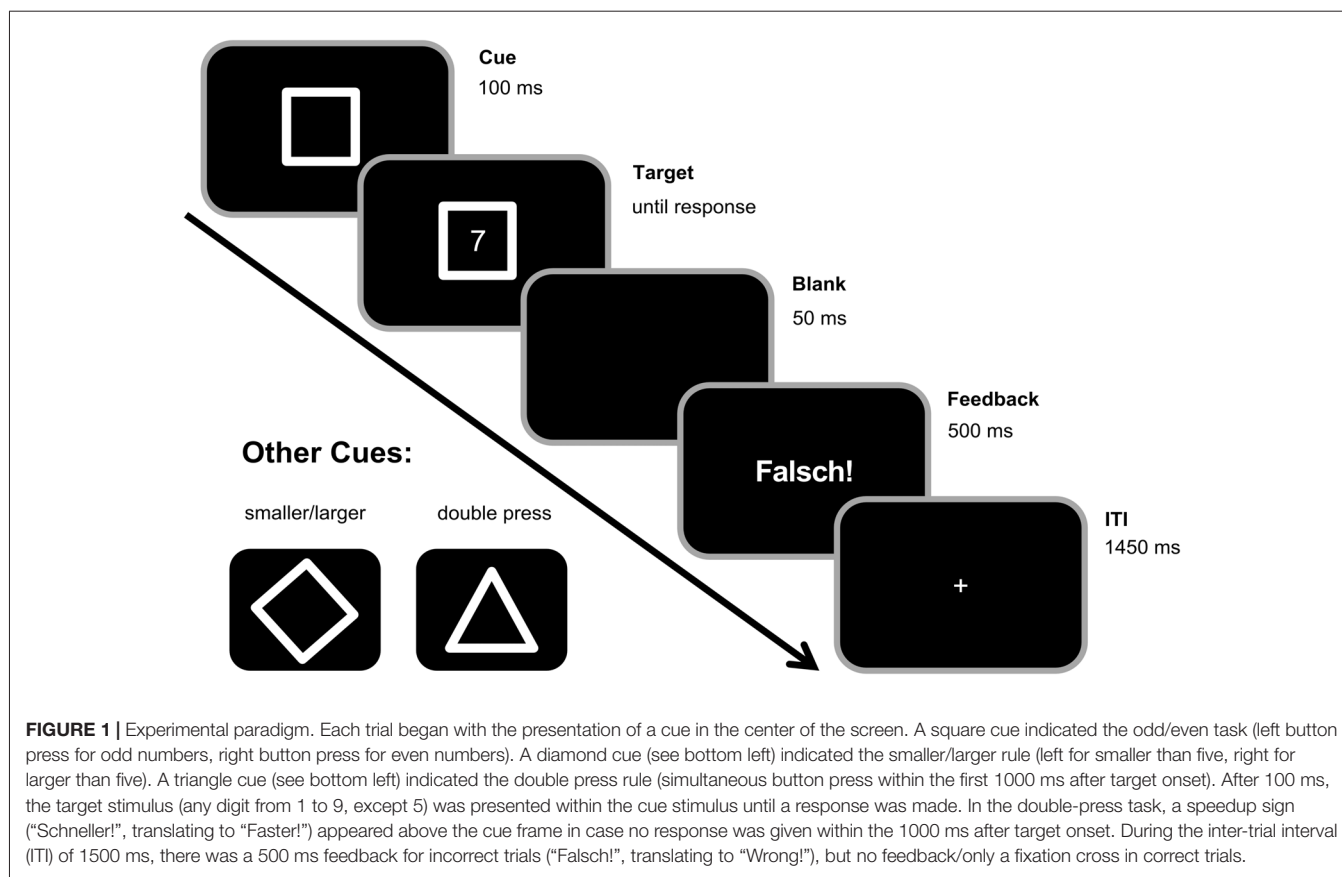 Cue
100 ms
7
Target
until response
Blank
50 ms
Falsch!
Feedback
500 ms
+
ITI
1450 ms
Other Cues:
smaller/larger
double press
FIGURE 1 | Experimental paradigm. Each trial began with the presentation of a cue in the center of the screen. A square cue indicated the odd/even task (left button
press for odd numbers, right button press for even numbers). A diamond cue (see bottom left) indicated the smaller/larger rule (left for smaller than five, right for
larger than five). A triangle cue (see bottom left) indicated the double press rule (simultaneous button press within the first 1000 ms after target onset). After 100 ms,
the target stimulus (any digit from 1 to 9, except 5) was presented within the cue stimulus until a response was made. In the double-press task, a speedup sign
(“Schneller!”, translating to “Faster!”) appeared above the cue frame in case no response was given within the 1000 ms after target onset. During the inter-trial interval
(ITI) of 1500 ms, there was a 500 ms feedback for incorrect trials (“Falsch!”, translating to “Wrong!”), but no feedback/only a fixation cross in correct trials.